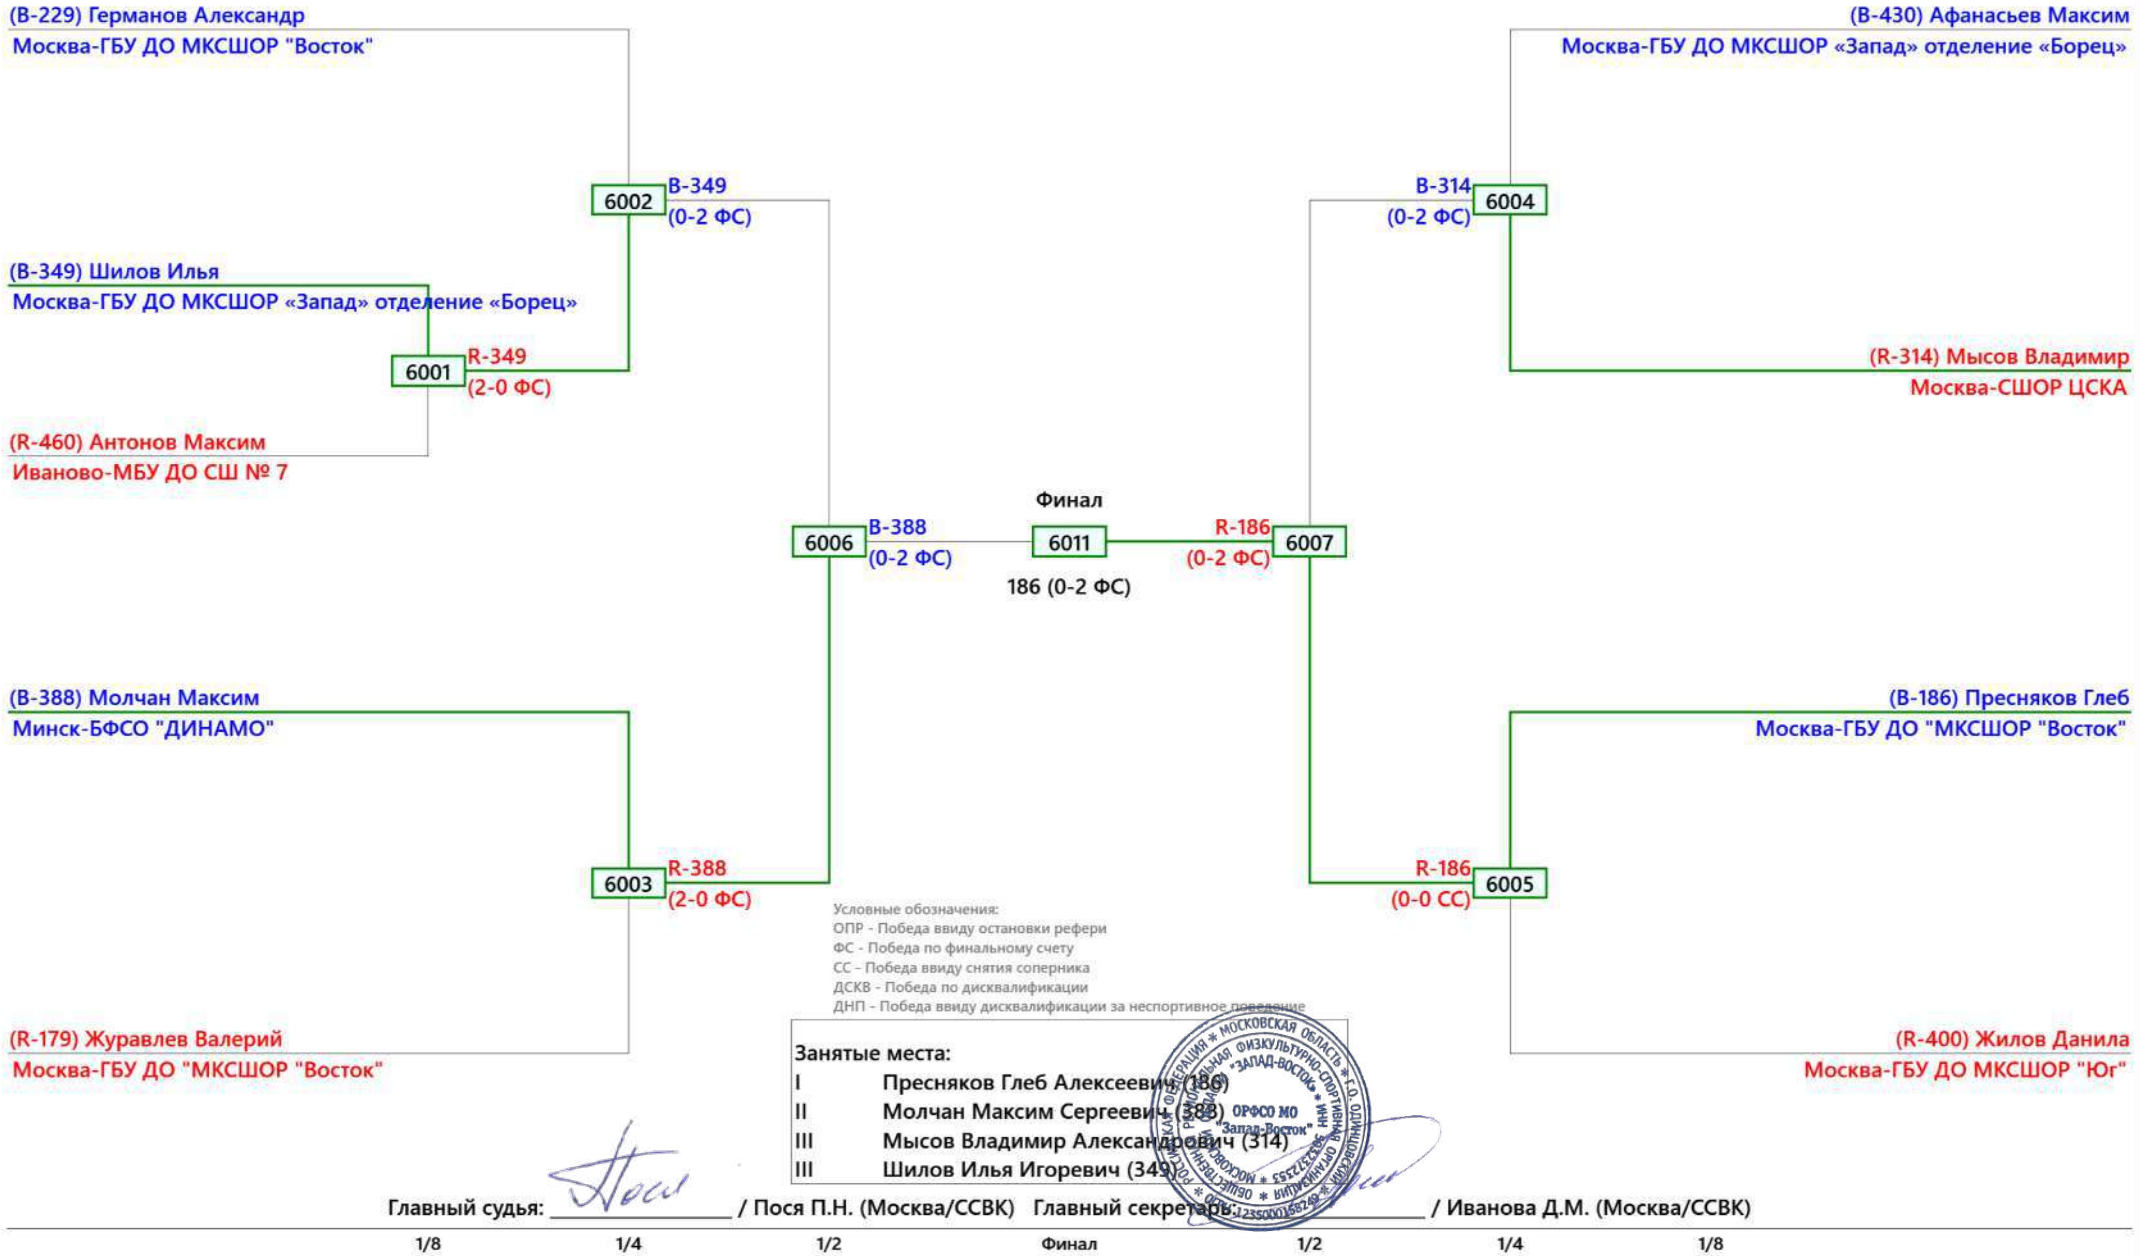 (B-229) Германов Александр
Москва-ГБУ ДО МКСШОР "Восток"
(B-430) Афанасьев Максим
Москва-ГБУ ДО МКСШОР «Запад» отделение «Борец»
6002
B-349
(0-2 ФС)
B-314
(0-2 ФС)
6004
(B-349) Шилов Илья
Москва-ГБУ ДО МКСШОР «Запад» отделение «Борец»
6001
R-349
(2-0 ФС)
(R-314) Мысов Владимир
Москва-СШОР ЦСКА
(R-460) Антонов Максим
Иваново-МБУ ДО СШ № 7
Финал
6006
B-388
(0-2 ФС)
6011
186 (0-2 ФС)
R-186
(0-2 ФС)
6007
(B-388) Молчан Максим
Минск-БФСО "ДИНАМО"
(B-186) Пресняков Глеб
Москва-ГБУ ДО "МКСШОР "Восток"
6003
R-388
(2-0 ФС)
R-186
(0-0 СС)
6005
Условные обозначения:
ОПР - Победа ввиду остановки рефери
ФС - Победа по финальному счету
СС - Победа ввиду снятия соперника
ДСКВ - Победа по дисквалификации
ДНП - Победа ввиду дисквалификации за неспортивное поведение
(R-179) Журавлев Валерий
Москва-ГБУ ДО "МКСШОР "Восток"
(R-400) Жилов Данила
Москва-ГБУ ДО МКСШОР "Юг"
Занятые места:
I Пресняков Глеб Алексеевич (186)
II Молчан Максим Сергеевич (388)
III Мысов Владимир Александрович (314)
III Шилов Илья Игоревич (349)
ОРФСО МО
"Запад-Восток"
Главный судья: / Пося П.Н. (Москва/ССВК) Главный секретарь: / Иванова Д.М. (Москва/ССВК)
1/8 1/4 1/2 Финал 1/2 1/4 1/8